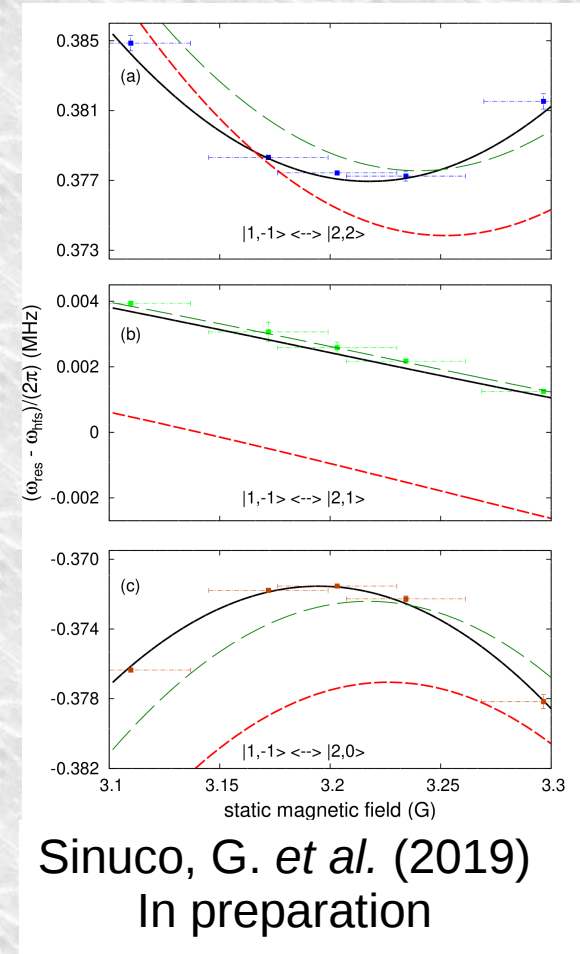 0.385
0.381
0.377
0.373
(a)
|1,-1> <--> |2,2>
0.004
0.002
0
-0.002
(b)
|1,-1> <--> |2,1>
(ω_res - ω_hfs)/(2π) (MHz)
-0.370
-0.374
-0.378
-0.382
(c)
|1,-1> <--> |2,0>
3.1 3.15 3.2 3.25 3.3
static magnetic field (G)
Sinuco, G. et al. (2019)
In preparation